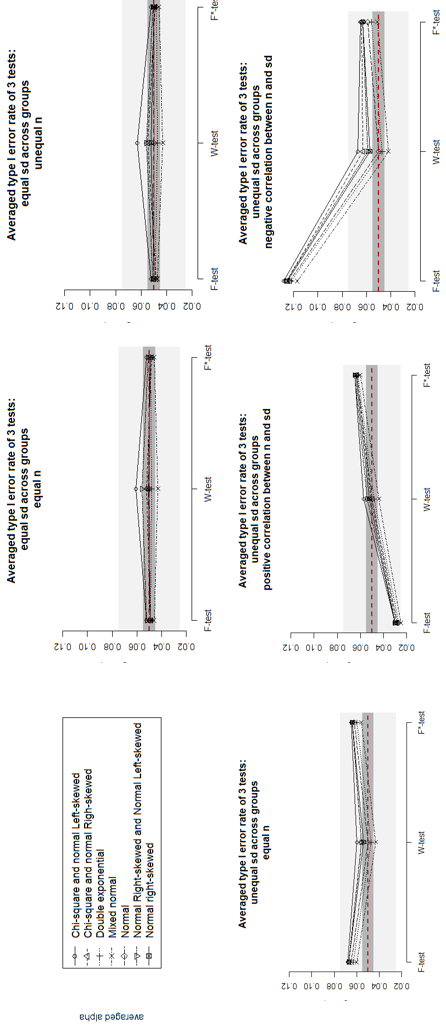 averaged alpha
Chi-square and normal Left-skewed
Chi-square and normal Righ-skewed
Double exponential
Mixed normal
Normal
Normal Right-skewed and Normal Left-skewed
Normal right-skewed
Averaged type I error rate of 3 tests:
equal sd across groups
equal n
0.12
0.10
0.08
0.06
0.04
0.02
F-test
W-test
F*-test
Averaged type I error rate of 3 tests:
equal sd across groups
unequal n
0.12
0.10
0.08
0.06
0.04
0.02
F-test
W-test
F*-test
averaged alpha
Averaged type I error rate of 3 tests:
unequal sd across groups
equal n
0.12
0.10
0.08
0.06
0.04
0.02
F-test
W-test
F*-test
Averaged type I error rate of 3 tests:
unequal sd across groups
positive correlation between n and sd
0.12
0.10
0.08
0.06
0.04
0.02
F-test
W-test
F*-test
Averaged type I error rate of 3 tests:
unequal sd across groups
negative correlation between n and sd
0.12
0.10
0.08
0.06
0.04
0.02
F-test
W-test
F*-test